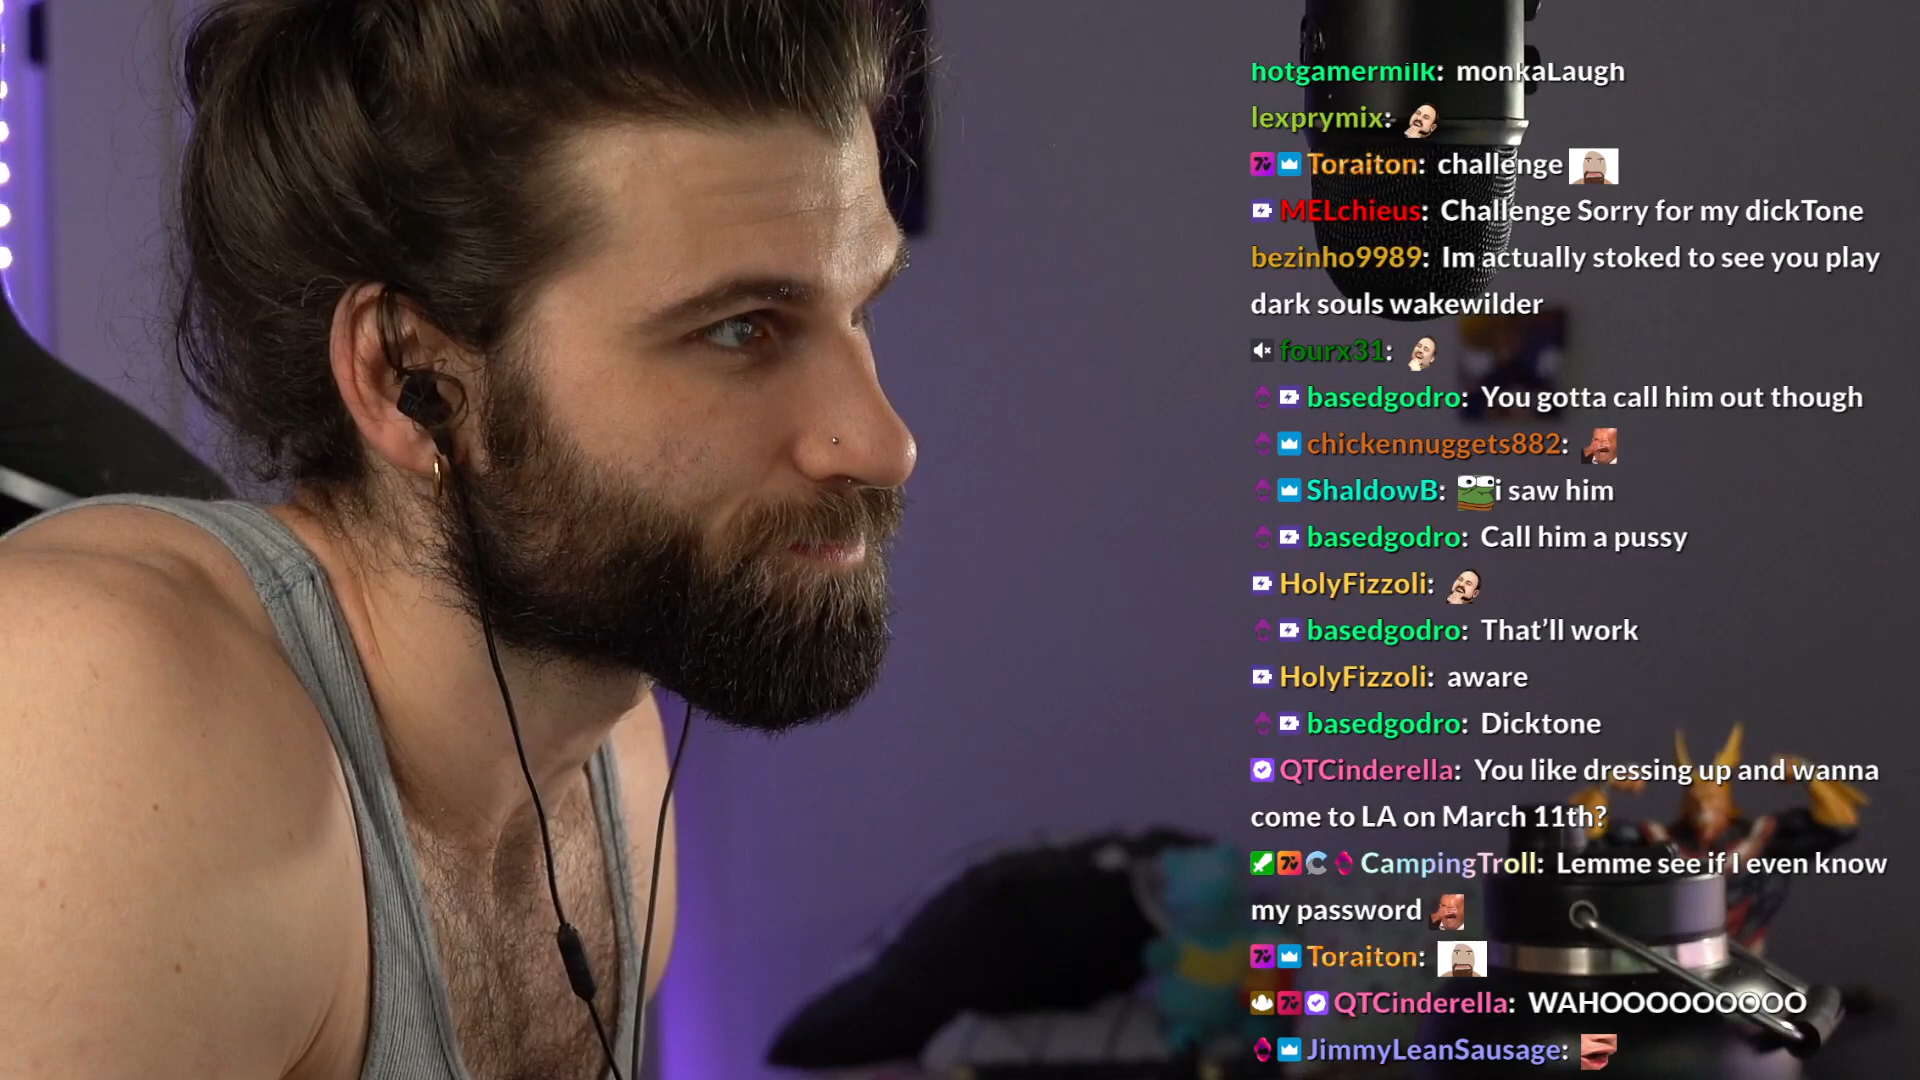 hotgamermilk: monkaLaugh
lexprymix:
Toraiton: challenge
MELchieus: Challenge Sorry for my dickTone
bezinho9989: Im actually stoked to see you play
dark souls wakewilder
fourx31:
basedgodro: You gotta call him out though
chickennuggets882:
ShaldowB: i saw him
basedgodro: Call him a pussy
HolyFizzoli:
basedgodro: That’ll work
HolyFizzoli: aware
basedgodro: Dicktone
QTCinderella: You like dressing up and wanna
come to LA on March 11th?
CampingTroll: Lemme see if I even know
my password
Toraiton:
QTCinderella: WAHOOOOOOOOO
JimmyLeanSausage: